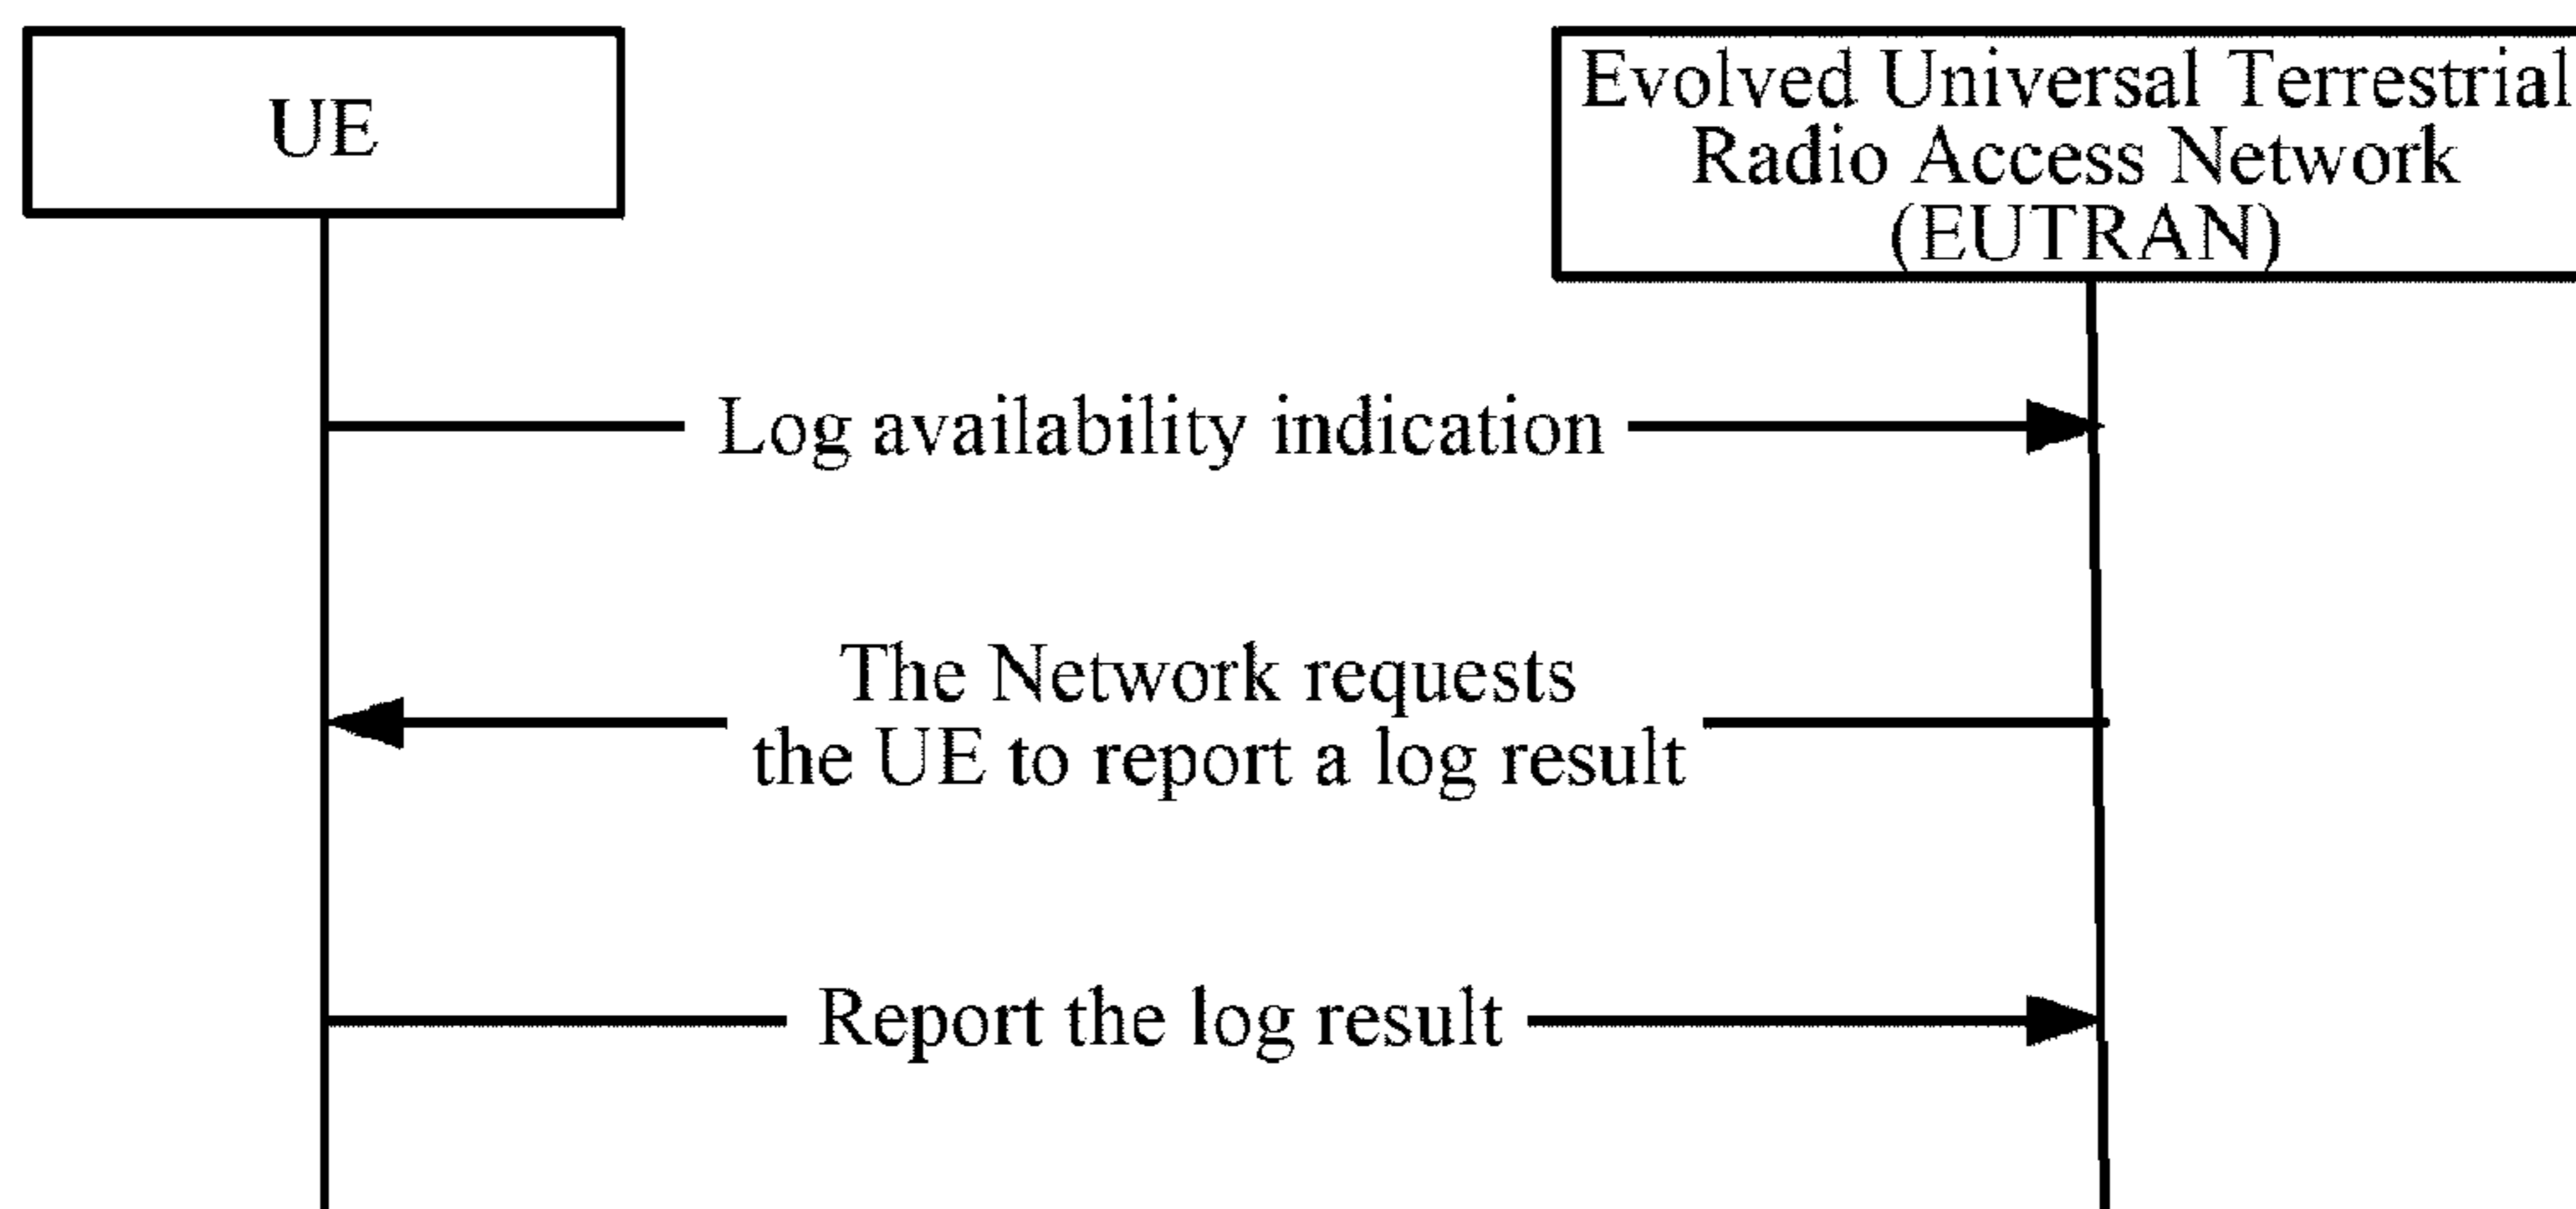 UE
Evolved Universal Terrestrial
Radio Access Network
(EUTRAN)
Log availability indication
The Network requests
the UE to report a log result
Report the log result